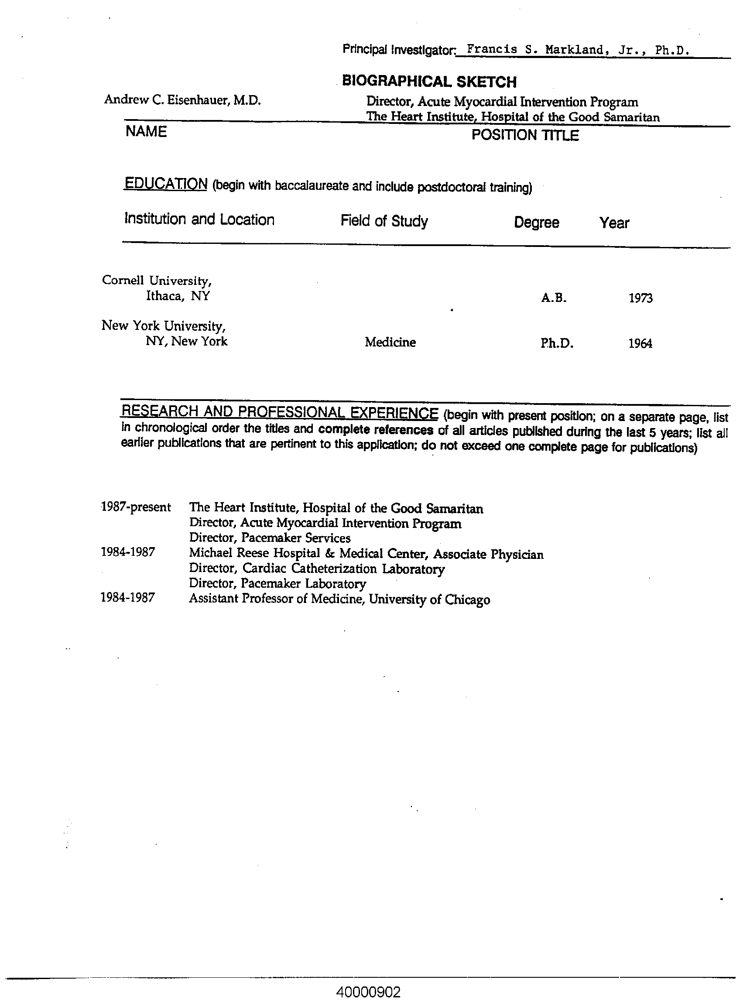 Principal Investigator: Francis S. Markland, Jr., Ph.D.
BIOGRAPHICAL SKETCH
Andrew C. Eisenhauer, M.D. Director, Acute Myocardial Intervention Program
The Heart Institute, Hospital of the Good Samaritan
NAME POSITION TITLE
EDUCATION (begin with baccalaureate and include postdoctoral training)
Institution and Location Field of Study Degree Year
Cornell University,
Ithaca, NY A.B. 1973
New York University,
NY, New York Medicine Ph.D. 1964
RESEARCH AND PROFESSIONAL EXPERIENCE (begin with present position; on a separate page, list
in chronological order the titles and complete references of all articles published during the last 5 years; list all
earlier publications that are pertinent to this application; do not exceed one complete page for publications)
1987-present The Heart Institute, Hospital of the Good Samaritan
Director, Acute Myocardial Intervention Program
Director, Pacemaker Services
1984-1987 Michael Reese Hospital & Medical Center, Associate Physician
Director, Cardiac Catheterization Laboratory
Director, Pacemaker Laboratory
1984-1987 Assistant Professor of Medicine, University of Chicago
40000902